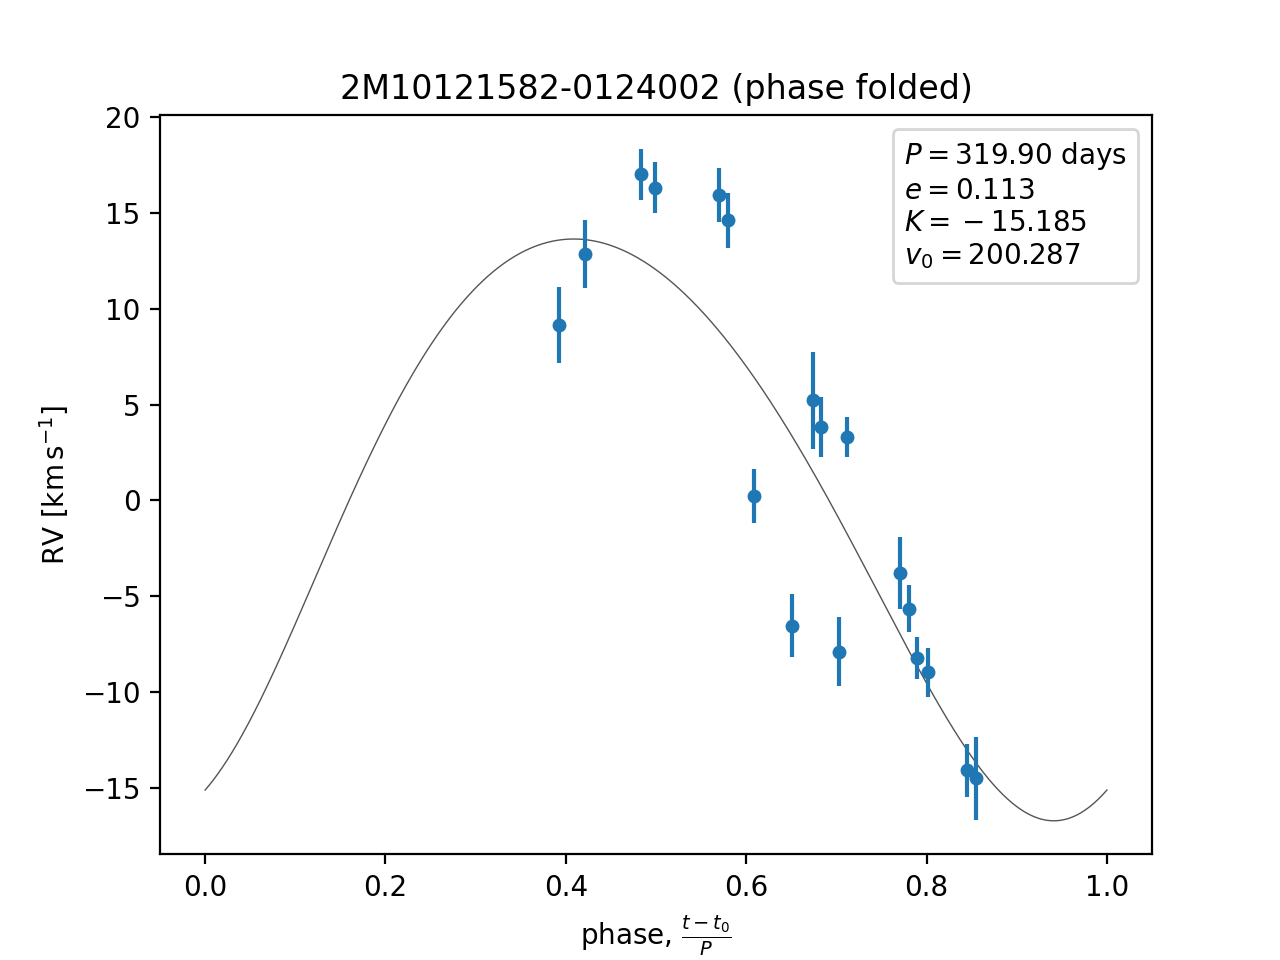 2M10121582-0124002 (phase folded)
P = 319.90 days
e = 0.113
K = −15.185
v₀ = 200.287
20
15
10
5
0
−5
−10
−15
RV [km s⁻¹]
0.0 0.2 0.4 0.6 0.8 1.0
phase, (t − t₀)/P